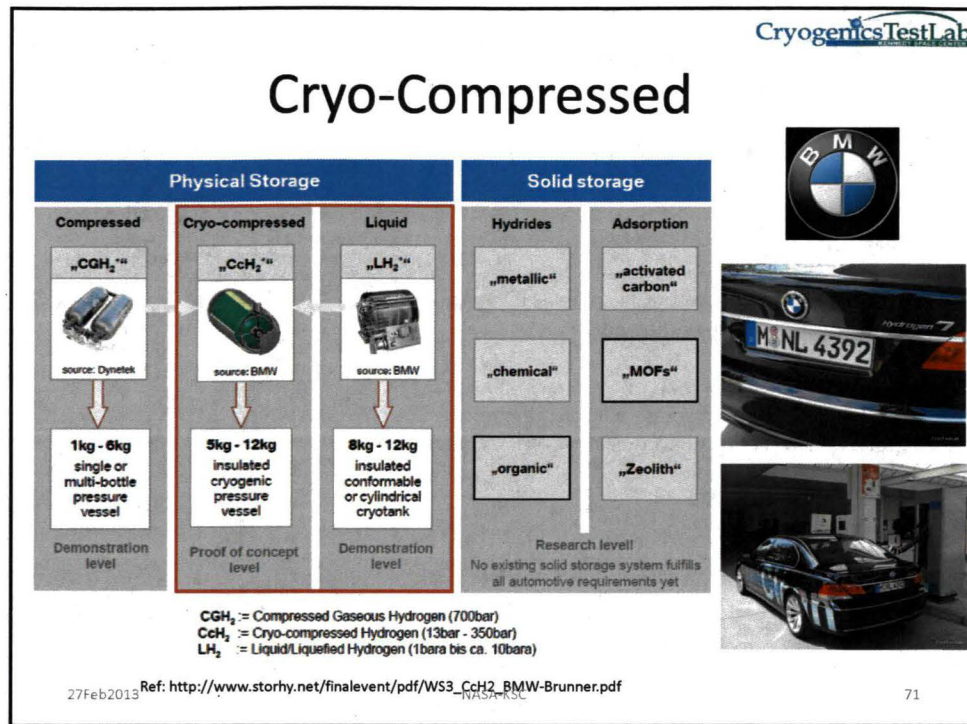 CryogenicsTestLab
KENNEDY SPACE CENTER
Cryo-Compressed
BMW
Physical Storage
Solid storage
Compressed
Cryo-compressed
Liquid
Hydrides
Adsorption
„CGH₂*“
„CcH₂*“
„LH₂*“
source: Dynetek
source: BMW
source: BMW
1kg - 6kg
single or
multi-bottle
pressure
vessel
5kg - 12kg
insulated
cryogenic
pressure
vessel
8kg - 12kg
insulated
conformable
or cylindrical
cryotank
Demonstration
level
Proof of concept
level
Demonstration
level
„metallic“
„activated
carbon“
„chemical“
„MOFs“
„organic“
„Zeolith“
Research level!
No existing solid storage system fulfills
all automotive requirements yet
Hydrogen 7
M NL 4392
CGH₂ := Compressed Gaseous Hydrogen (700bar)
CcH₂ := Cryo-compressed Hydrogen (13bar - 350bar)
LH₂ := Liquid/Liquefied Hydrogen (1bara bis ca. 10bara)
27Feb2013
Ref: http://www.storhy.net/finalevent/pdf/WS3_CcH2_BMW-Brunner.pdf
NASA-KSC
71